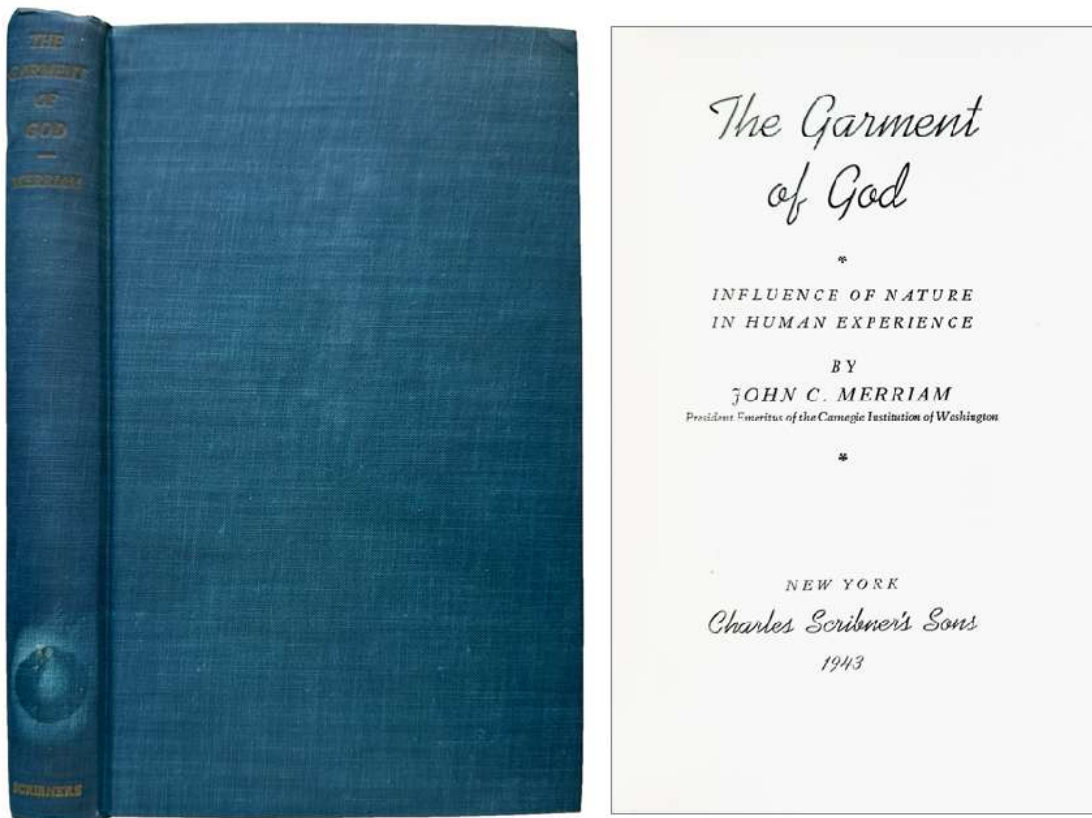 THE
GARMENT
OF
GOD
MERRIAM
SCRIBNERS
The Garment
of God
INFLUENCE OF NATURE
IN HUMAN EXPERIENCE
BY
JOHN C. MERRIAM
President Emeritus of the Carnegie Institution of Washington
NEW YORK
Charles Scribner's Sons
1943